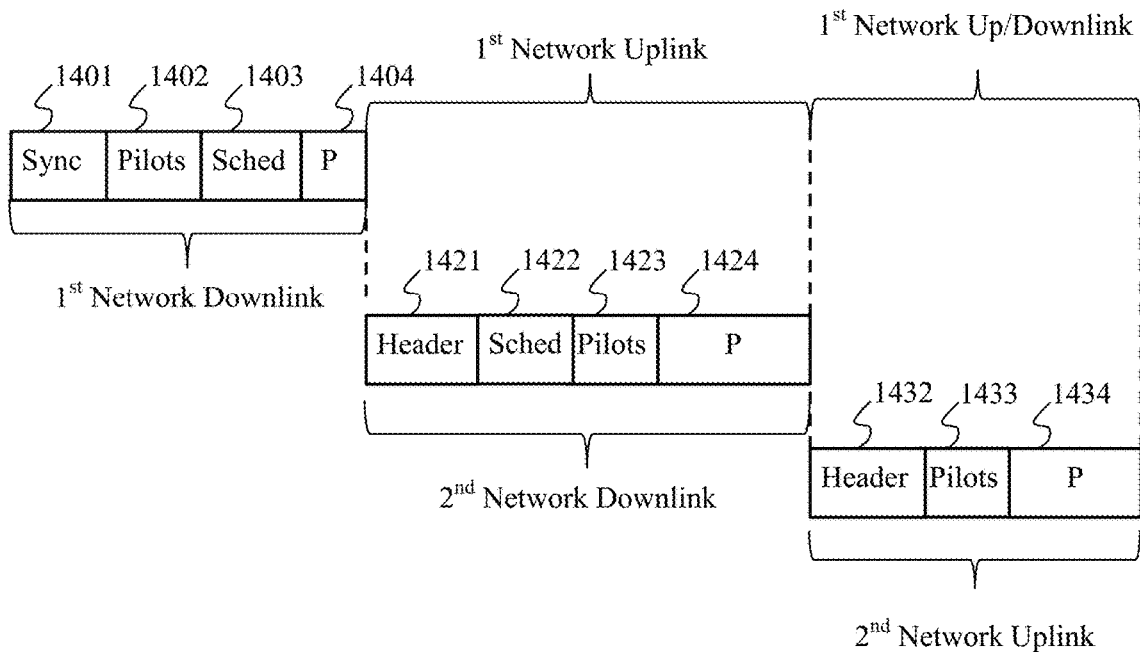 1st Network Up/Downlink
1st Network Uplink
1401 1402 1403 1404
Sync Pilots Sched P
1st Network Downlink
1421 1422 1423 1424
Header Sched Pilots P
2nd Network Downlink
1432 1433 1434
Header Pilots P
2nd Network Uplink